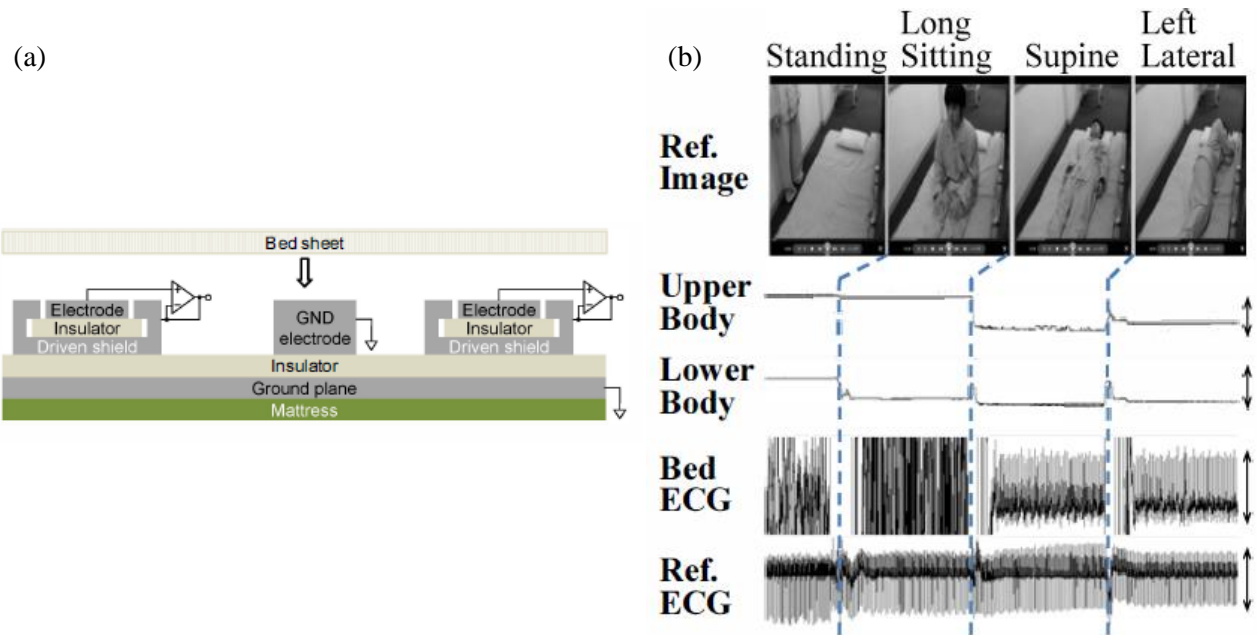 (a)
Bed sheet
Electrode
Insulator
Driven shield
GND
electrode
Electrode
Insulator
Driven shield
Insulator
Ground plane
Mattress
(b)
Standing
Long
Sitting
Supine
Left
Lateral
Ref.
Image
Upper
Body
Lower
Body
Bed
ECG
Ref.
ECG